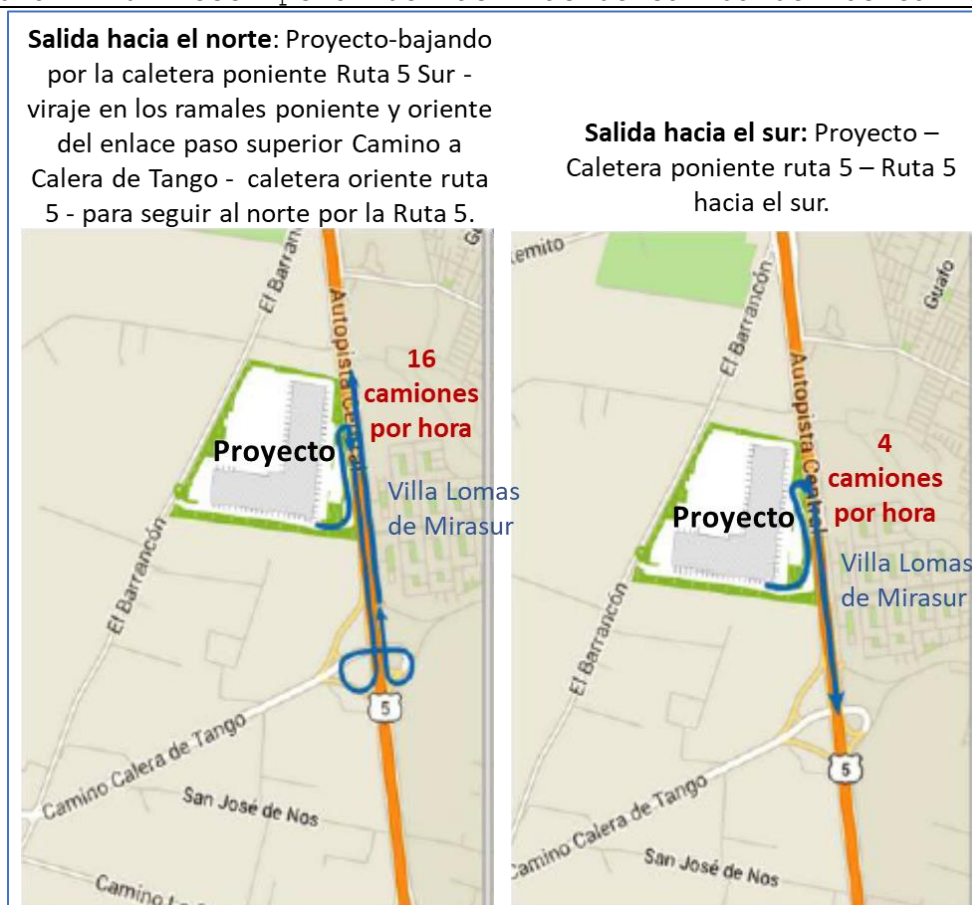 Salida hacia el norte: Proyecto-bajando
por la caletera poniente Ruta 5 Sur -
viraje en los ramales poniente y oriente
del enlace paso superior Camino a
Calera de Tango - caletera oriente ruta
5 - para seguir al norte por la Ruta 5.
Salida hacia el sur: Proyecto –
Caletera poniente ruta 5 – Ruta 5
hacia el sur.
El Barran
Autopista Central
16
camiones
por hora
Proyecto
Villa Lomas
de Mirasur
El Barrancón
5
Camino Calera de Tango
San José de Nos
Camino
emito
El Barrancón
Guafo
Autopista Central
4
camiones
por hora
Proyecto
Villa Lomas
de Mirasur
El Barrancón
5
Camino Calera de Tango
San José de Nos